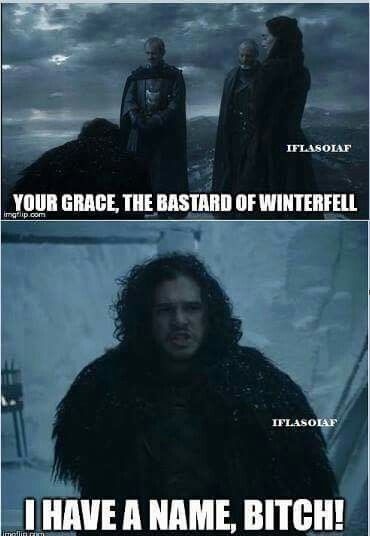 IFLASOIAF
YOUR GRACE, THE BASTARD OF WINTERFELL
imgflip.com
IFLASOIAF
I HAVE A NAME, BITCH!
imgflip.com